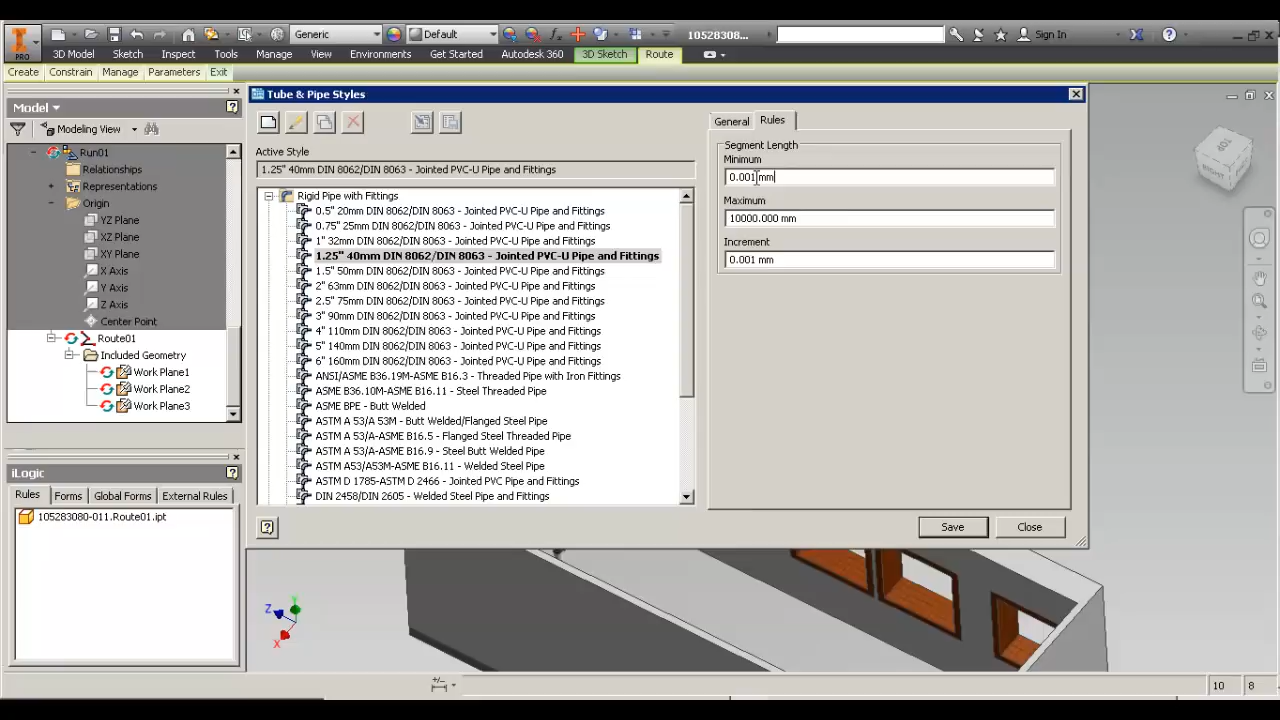 Generic
Default
10528308...
Sign In
PRO
3D Model Sketch Inspect Tools Manage View Environments Get Started Autodesk 360 3D Sketch Route
Create Constrain Manage Parameters Exit
Model
Modeling View
Run01
Relationships
Representations
Origin
YZ Plane
XZ Plane
XY Plane
X Axis
Y Axis
Z Axis
Center Point
Route01
Included Geometry
Work Plane1
Work Plane2
Work Plane3
iLogic
Rules Forms Global Forms External Rules
105283080-011.Route01.ipt
Tube & Pipe Styles
Active Style
1.25" 40mm DIN 8062/DIN 8063 - Jointed PVC-U Pipe and Fittings
Rigid Pipe with Fittings
0.5" 20mm DIN 8062/DIN 8063 - Jointed PVC-U Pipe and Fittings
0.75" 25mm DIN 8062/DIN 8063 - Jointed PVC-U Pipe and Fittings
1" 32mm DIN 8062/DIN 8063 - Jointed PVC-U Pipe and Fittings
1.25" 40mm DIN 8062/DIN 8063 - Jointed PVC-U Pipe and Fittings
1.5" 50mm DIN 8062/DIN 8063 - Jointed PVC-U Pipe and Fittings
2" 63mm DIN 8062/DIN 8063 - Jointed PVC-U Pipe and Fittings
2.5" 75mm DIN 8062/DIN 8063 - Jointed PVC-U Pipe and Fittings
3" 90mm DIN 8062/DIN 8063 - Jointed PVC-U Pipe and Fittings
4" 110mm DIN 8062/DIN 8063 - Jointed PVC-U Pipe and Fittings
5" 140mm DIN 8062/DIN 8063 - Jointed PVC-U Pipe and Fittings
6" 160mm DIN 8062/DIN 8063 - Jointed PVC-U Pipe and Fittings
ANSI/ASME B36.19M-ASME B16.3 - Threaded Pipe with Iron Fittings
ASME B36.10M-ASME B16.11 - Steel Threaded Pipe
ASME BPE - Butt Welded
ASTM A 53/A 53M - Butt Welded/Flanged Steel Pipe
ASTM A 53/A-ASME B16.5 - Flanged Steel Threaded Pipe
ASTM A 53/A-ASME B16.9 - Steel Butt Welded Pipe
ASTM A53/A53M-ASME B16.11 - Welded Steel Pipe
ASTM D 1785-ASTM D 2466 - Jointed PVC Pipe and Fittings
DIN 2458/DIN 2605 - Welded Steel Pipe and Fittings
General Rules
Segment Length
Minimum
0.001 mm
Maximum
10000.000 mm
Increment
0.001 mm
Save Close
TOP
RIGHT
Z
Y
X
10 8